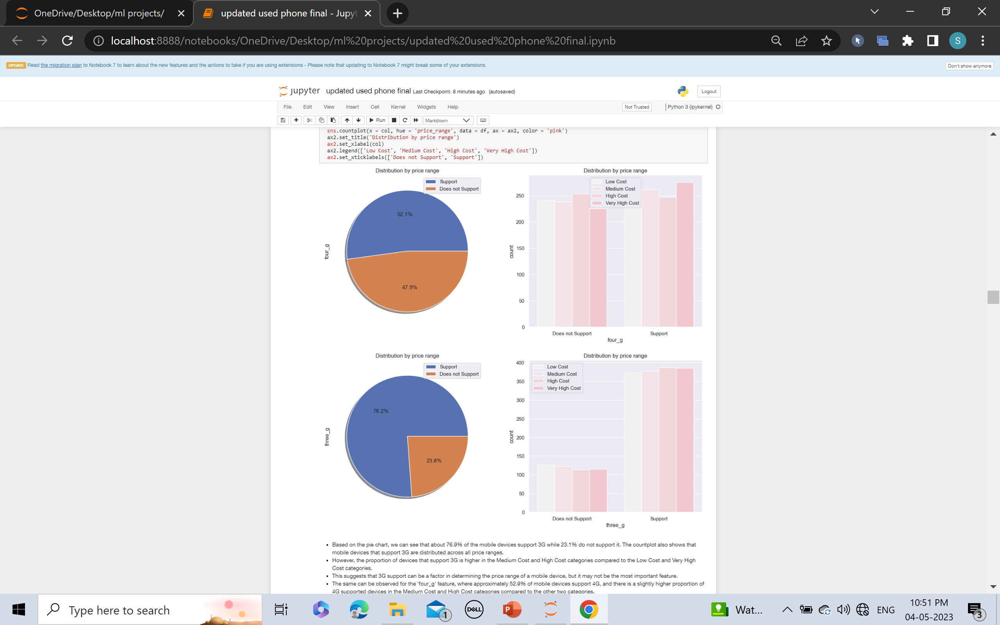 OneDrive/Desktop/ml projects/
updated used phone final - Jupyt
localhost:8888/notebooks/OneDrive/Desktop/ml%20projects/updated%20used%20phone%20final.ipynb
S
UPDATE Read the migration plan to Notebook 7 to learn about the new features and the actions to take if you are using extensions - Please note that updating to Notebook 7 might break some of your extensions.
Don't show anymore
jupyter updated used phone final Last Checkpoint: 8 minutes ago (autosaved)
Logout
File Edit View Insert Cell Kernel Widgets Help
Not Trusted
Python 3 (ipykernel)
Run
Markdown
sns.countplot(x = col, hue = 'price_range', data = df, ax = ax2, color = 'pink')
ax2.set_title('Distribution by price range')
ax2.set_xlabel(col)
ax2.legend(['Low Cost', 'Medium Cost', 'High Cost', 'Very High Cost'])
ax2.set_xticklabels(['Does not Support', 'Support'])
Distribution by price range
Support
Does not Support
52.1%
47.9%
four_g
Distribution by price range
Low Cost
Medium Cost
High Cost
Very High Cost
250
200
150
100
50
0
count
Does not Support
Support
four_g
Distribution by price range
Support
Does not Support
76.2%
23.8%
three_g
Distribution by price range
Low Cost
Medium Cost
High Cost
Very High Cost
400
350
300
250
200
150
100
50
0
count
Does not Support
Support
three_g
• Based on the pie chart, we can see that about 76.9% of the mobile devices support 3G while 23.1% do not support it. The countplot also shows that
mobile devices that support 3G are distributed across all price ranges.
• However, the proportion of devices that support 3G is higher in the Medium Cost and High Cost categories compared to the Low Cost and Very High
Cost categories.
• This suggests that 3G support can be a factor in determining the price range of a mobile device, but it may not be the most important feature.
• The same can be observed for the 'four_g' feature, where approximately 52.9% of mobile devices support 4G, and there is a slightly higher proportion of
4G supported devices in the Medium Cost and High Cost categories compared to the other two categories.
Type here to search
1
DELL
P
Wat...
ENG
10:51 PM
04-05-2023
3